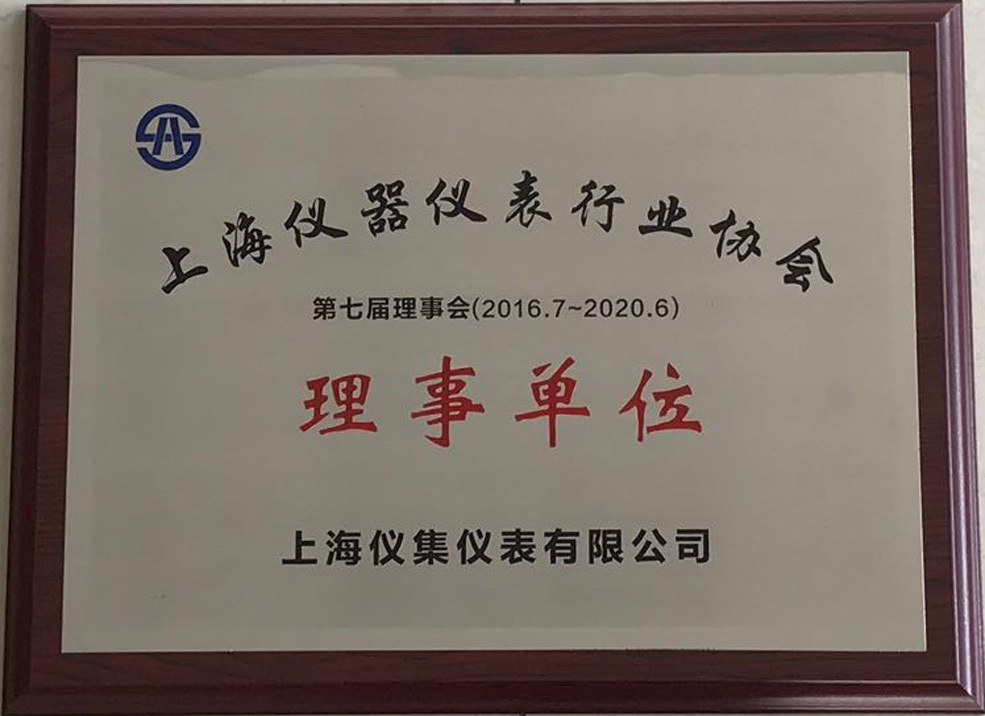 上海仪器仪表行业协会
第七届理事会(2016.7~2020.6)
理事单位
上海仪集仪表有限公司